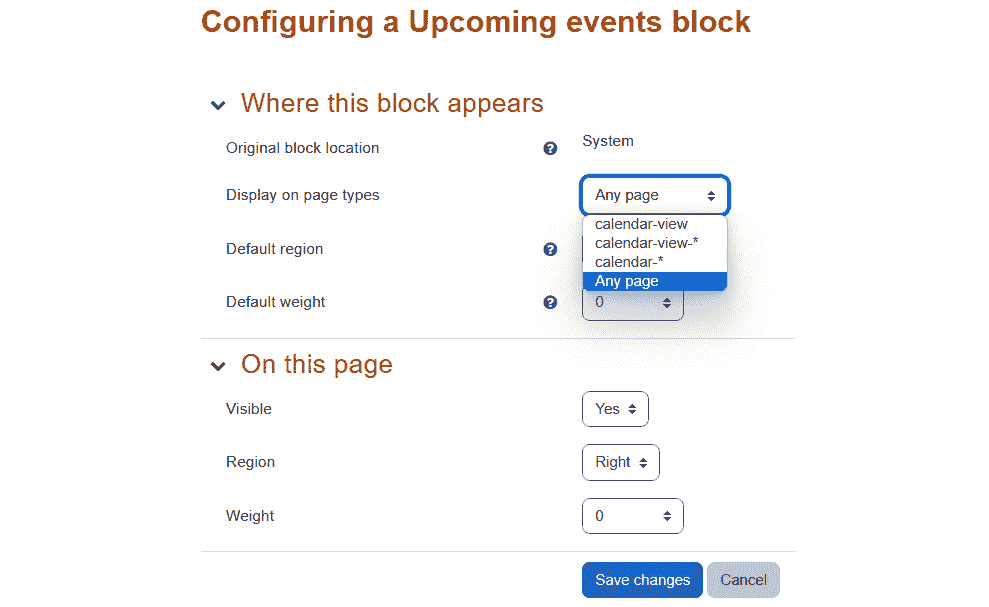 Configuring a Upcoming events block
Where this block appears
Original block location
System
Display on page types
Any page
calendar-view
calendar-view-*
calendar-*
Any page
Default region
Default weight
0
On this page
Visible
Yes
Region
Right
Weight
0
Save changes
Cancel